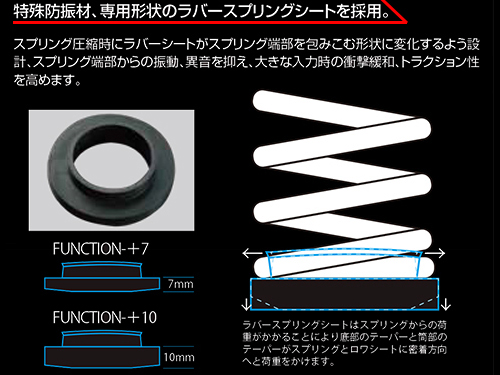 特殊防振材、専用形状のラバースプリングシートを採用。
スプリング圧縮時にラバーシートがスプリング端部を包みこむ形状に変化するよう設
計、スプリング端部からの振動、異音を抑え、大きな入力時の衝撃緩和、トラクション性
を高めます。
FUNCTION-+7
7mm
FUNCTION-+10
10mm
ラバースプリングシートはスプリングからの荷
重がかかることにより底部のテーパーと筒部の
テーパーがスプリングとロワシートに密着方向
へと荷重をかけます。